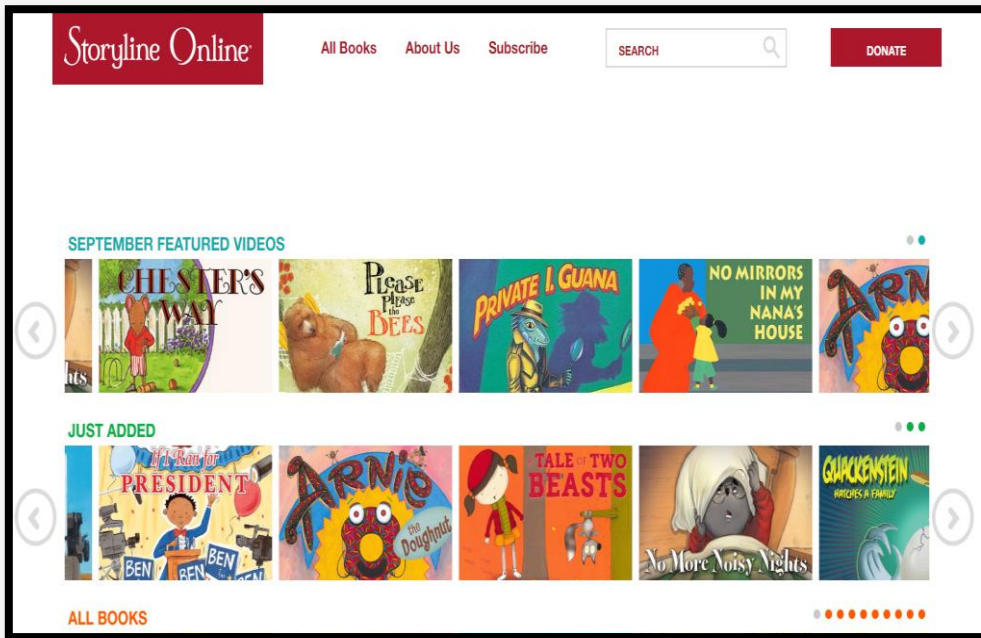 Storyline Online
All Books About Us Subscribe SEARCH DONATE
SEPTEMBER FEATURED VIDEOS
hts
CHESTER'S
WAY
PLEASE
PLEASE
the
BEES
PRIVATE I. GUANA
NO MIRRORS
IN MY
NANA'S
HOUSE
ARN
JUST ADDED
If I Ran for
PRESIDENT
BEN BEN BEN
ARNIE
the
Doughnut
TALE OF TWO
BEASTS
No More Noisy Nights
QUACKENSTEIN
HATCHES A FAMILY
ALL BOOKS